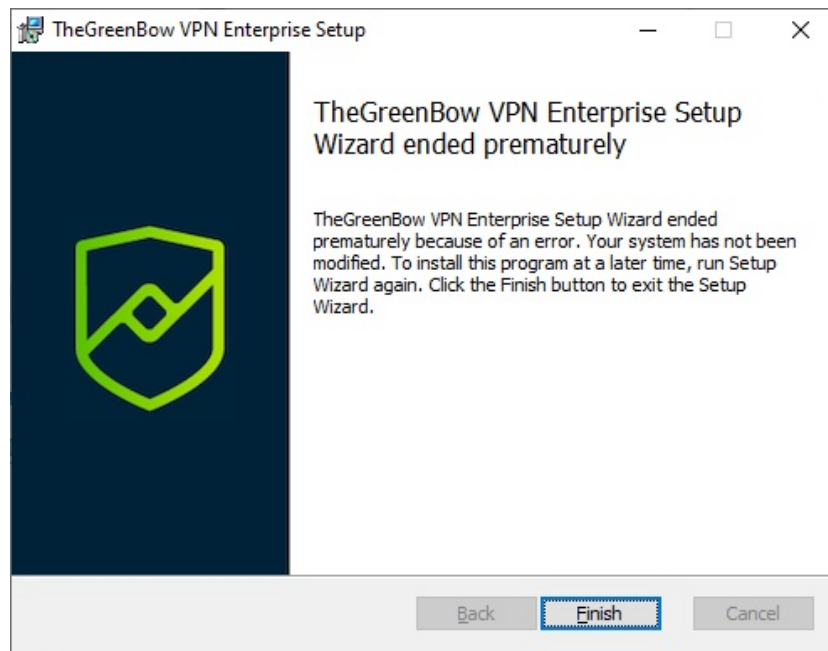 TheGreenBow VPN Enterprise Setup
TheGreenBow VPN Enterprise Setup
Wizard ended prematurely
TheGreenBow VPN Enterprise Setup Wizard ended
prematurely because of an error. Your system has not been
modified. To install this program at a later time, run Setup
Wizard again. Click the Finish button to exit the Setup
Wizard.
Back
Finish
Cancel